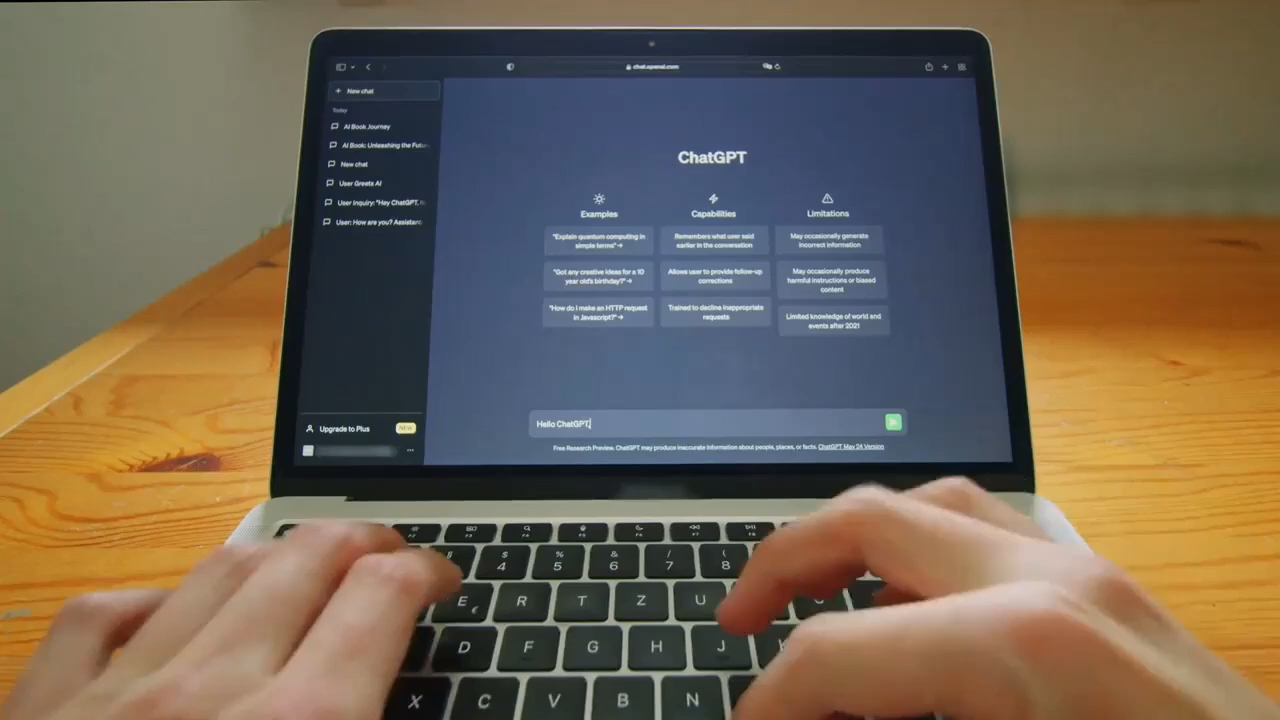 chat.openai.com
New chat
Today
AI Book Journey
AI Book: Unleashing the Futu
New chat
User Greets AI
User Inquiry: "Hey ChatGPT,
User: How are you? Assistant
Upgrade to Plus
NEW
ChatGPT
Examples
"Explain quantum computing in
simple terms" →
"Got any creative ideas for a 10
year old's birthday?" →
"How do I make an HTTP request
in Javascript?" →
Capabilities
Remembers what user said
earlier in the conversation
Allows user to provide follow-up
corrections
Trained to decline inappropriate
requests
Limitations
May occasionally generate
incorrect information
May occasionally produce
harmful instructions or biased
content
Limited knowledge of world and
events after 2021
Hello ChatGPT,
Free Research Preview. ChatGPT may produce inaccurate information about people, places, or facts. ChatGPT May 24 Version
$ 4 % 5 & 6 / 7 ( 8
E € R T Z U
D F G H J
X C V B N